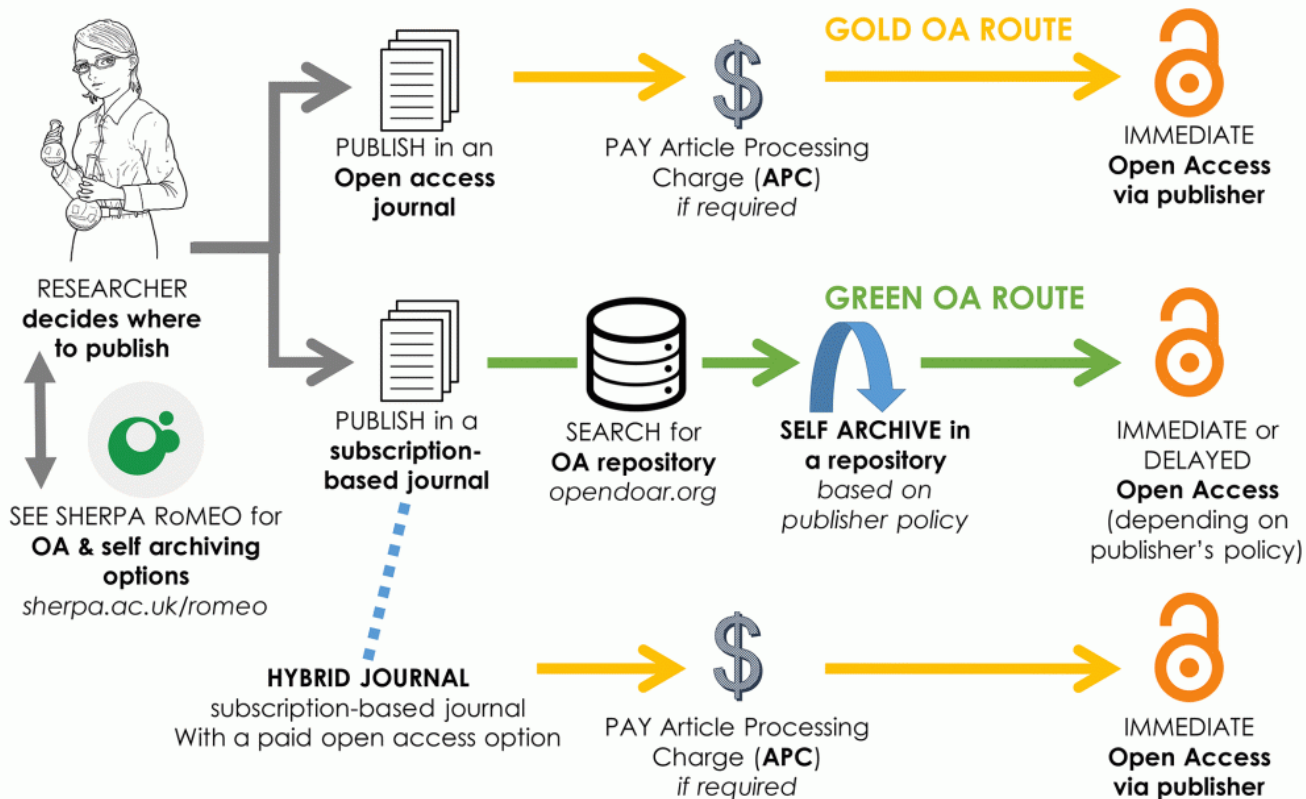 GOLD OA ROUTE
PUBLISH in an
Open access
journal
PAY Article Processing
Charge (APC)
if required
IMMEDIATE
Open Access
via publisher
RESEARCHER
decides where
to publish
SEE SHERPA RoMEO for
OA & self archiving
options
sherpa.ac.uk/romeo
GREEN OA ROUTE
PUBLISH in a
subscription-
based journal
SEARCH for
OA repository
opendoar.org
SELF ARCHIVE in
a repository
based on
publisher policy
IMMEDIATE or
DELAYED
Open Access
(depending on
publisher's policy)
HYBRID JOURNAL
subscription-based journal
With a paid open access option
PAY Article Processing
Charge (APC)
if required
IMMEDIATE
Open Access
via publisher